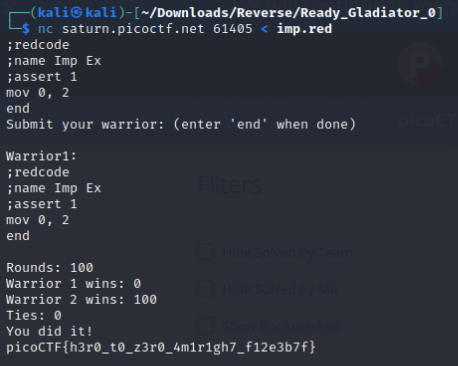 ┌──(kali㉿kali)-[~/Downloads/Reverse/Ready_Gladiator_0]
└─$ nc saturn.picoctf.net 61405 < imp.red
;redcode
;name Imp Ex
;assert 1
mov 0, 2
end
Submit your warrior: (enter 'end' when done)

Warrior1:
;redcode
;name Imp Ex
;assert 1
mov 0, 2
end

Rounds: 100
Warrior 1 wins: 0
Warrior 2 wins: 100
Ties: 0
You did it!
picoCTF{h3r0_t0_z3r0_4m1r1gh7_f12e3b7f}
picoCT
Filters
Hide Solved by Team
Hide Solved by Me
Show Bookmarked